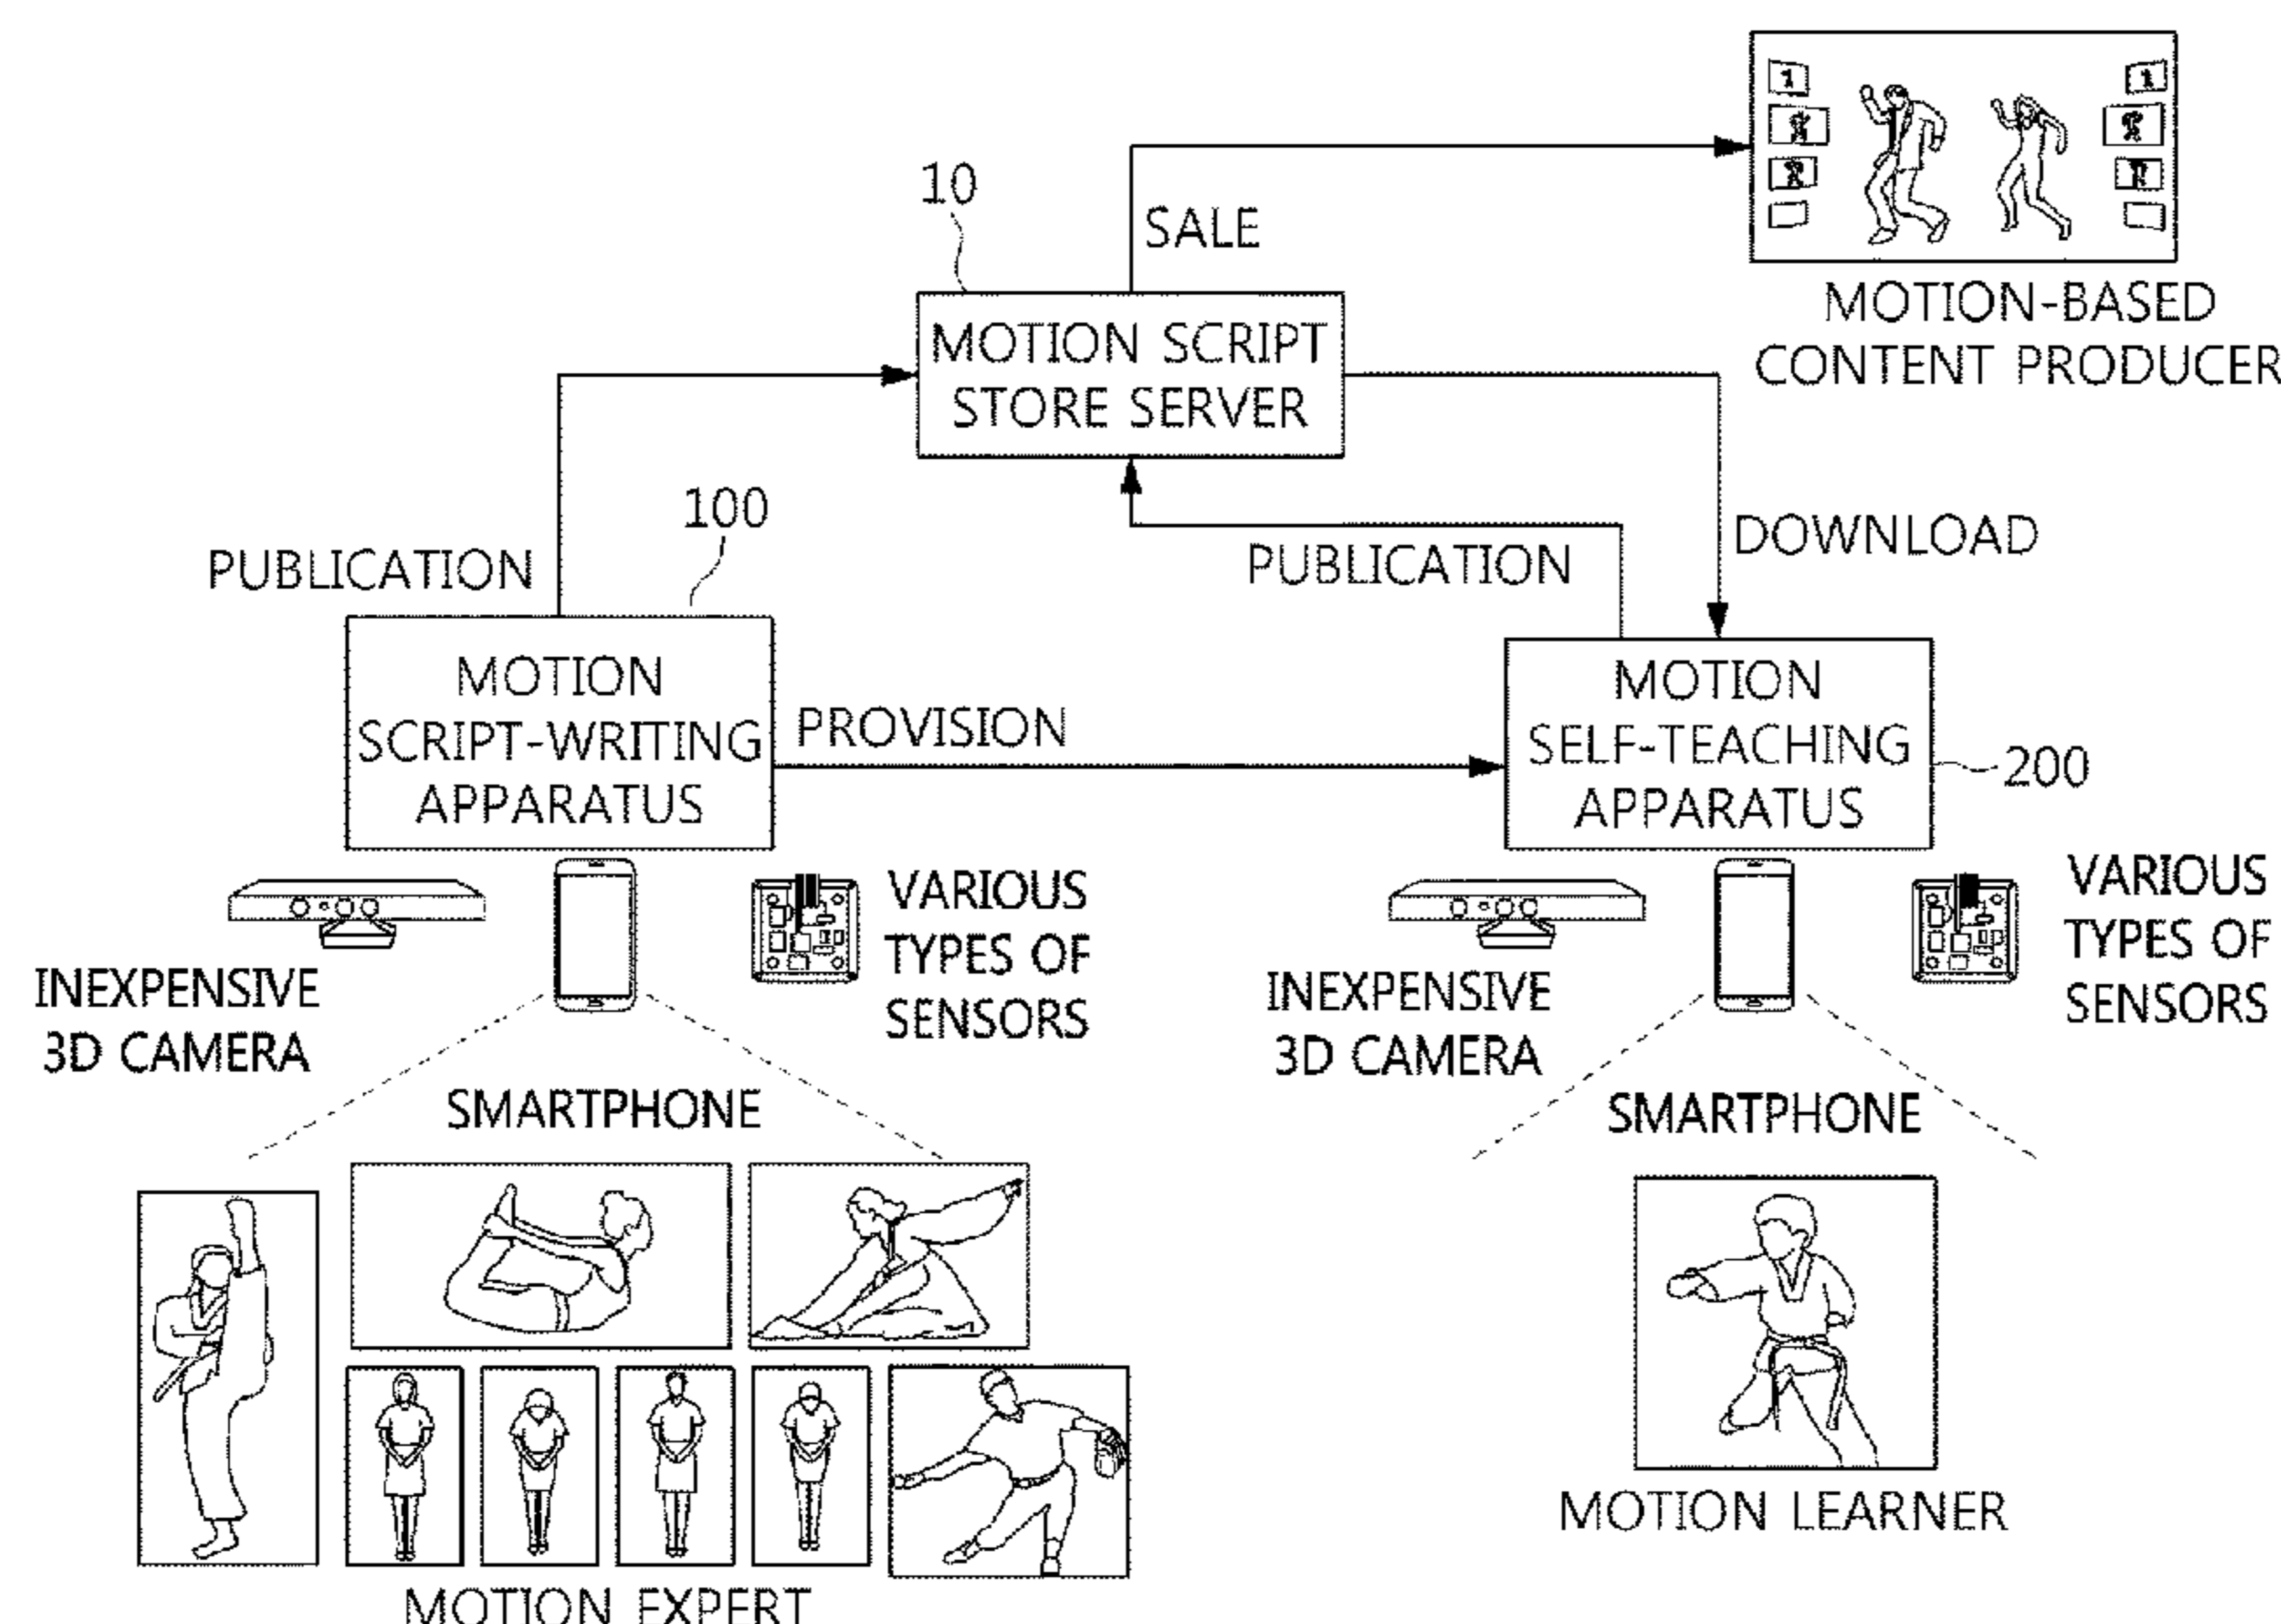 10
SALE
MOTION-BASED
CONTENT PRODUCER
MOTION SCRIPT
STORE SERVER
100
PUBLICATION
PUBLICATION
DOWNLOAD
MOTION
SCRIPT-WRITING
APPARATUS
PROVISION
MOTION
SELF-TEACHING
APPARATUS
200
INEXPENSIVE
3D CAMERA
VARIOUS
TYPES OF
SENSORS
SMARTPHONE
INEXPENSIVE
3D CAMERA
VARIOUS
TYPES OF
SENSORS
SMARTPHONE
MOTION EXPERT
MOTION LEARNER
1
1